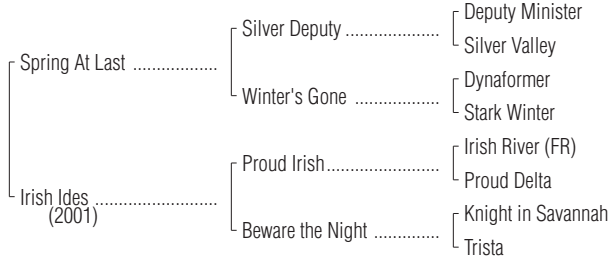 Deputy Minister
Silver Deputy ....................
Silver Valley
Spring At Last ..................
Dynaformer
Winter's Gone ..................
Stark Winter
Irish River (FR)
Proud Irish........................
Proud Delta
Irish Ides ..........................
(2001)
Knight in Savannah
Beware the Night ..............
Trista